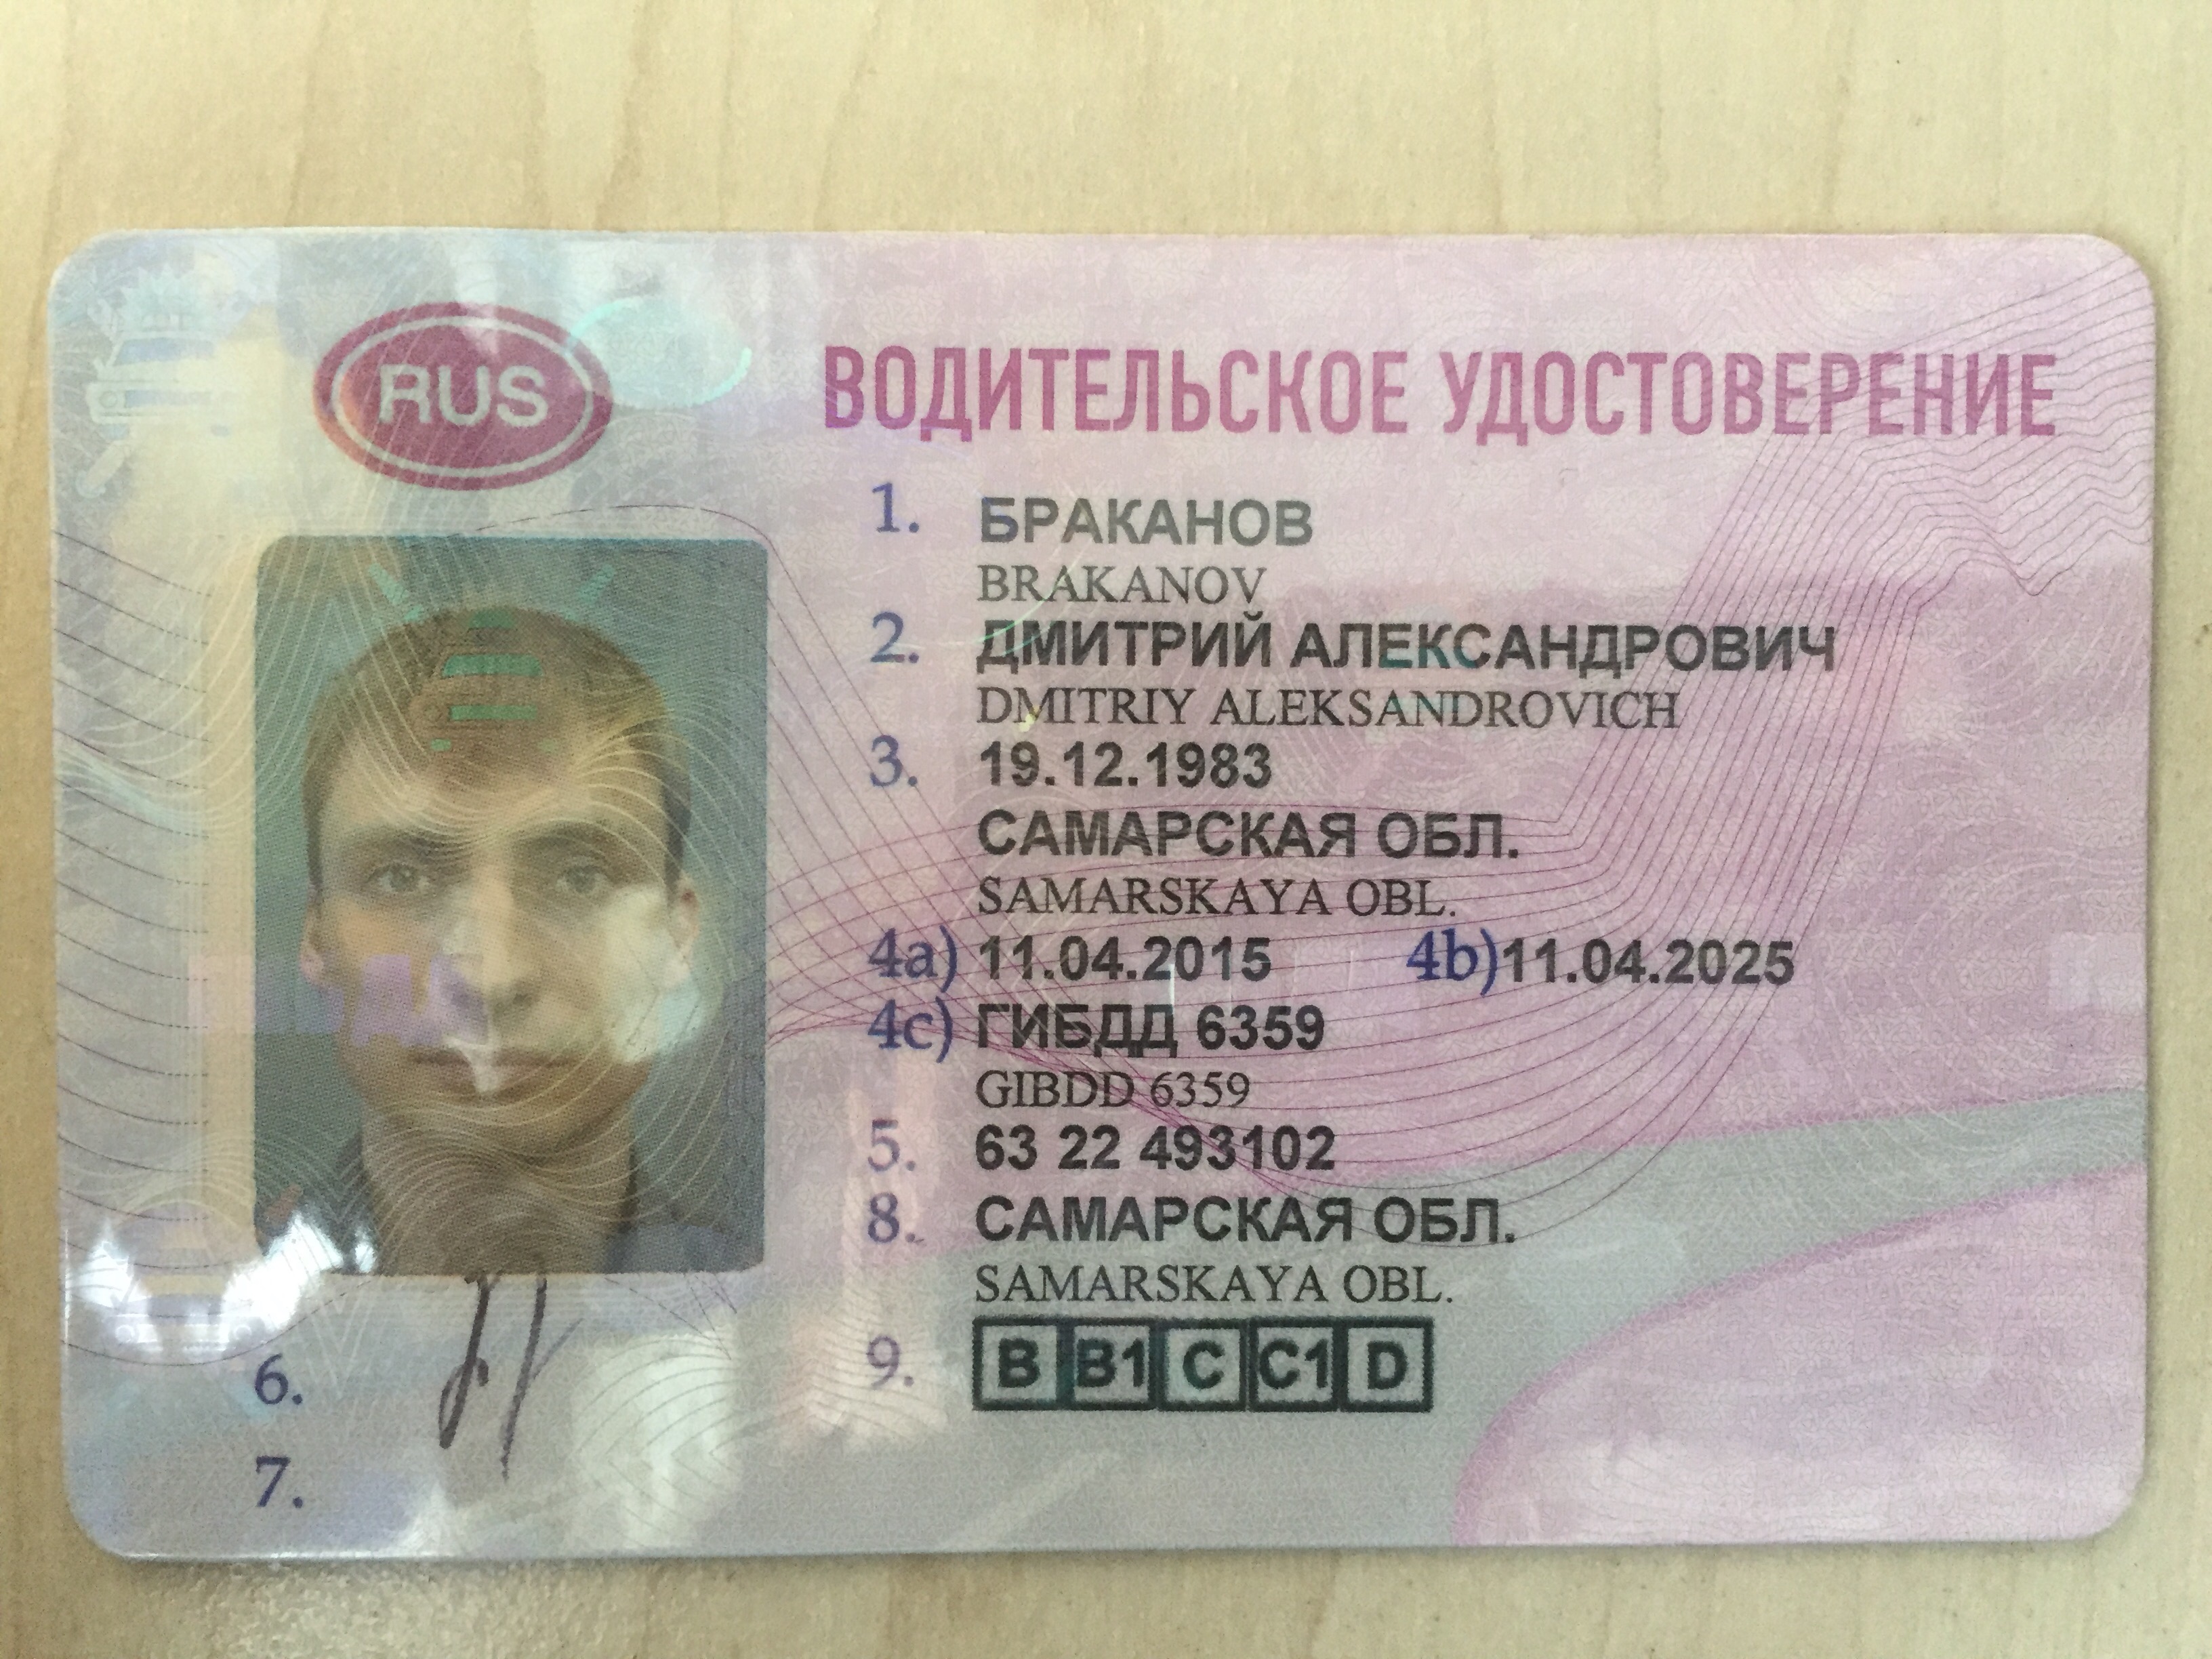 RUS
ВОДИТЕЛЬСКОЕ УДОСТОВЕРЕНИЕ
1. БРАКАНОВ
BRAKANOV
2. ДМИТРИЙ АЛЕКСАНДРОВИЧ
DMITRIY ALEKSANDROVICH
3. 19.12.1983
САМАРСКАЯ ОБЛ.
SAMARSKAYA OBL.
4a) 11.04.2015 4b) 11.04.2025
4c) ГИБДД 6359
GIBDD 6359
5. 63 22 493102
8. САМАРСКАЯ ОБЛ.
SAMARSKAYA OBL.
9. B B1 C C1 D
6.
7.